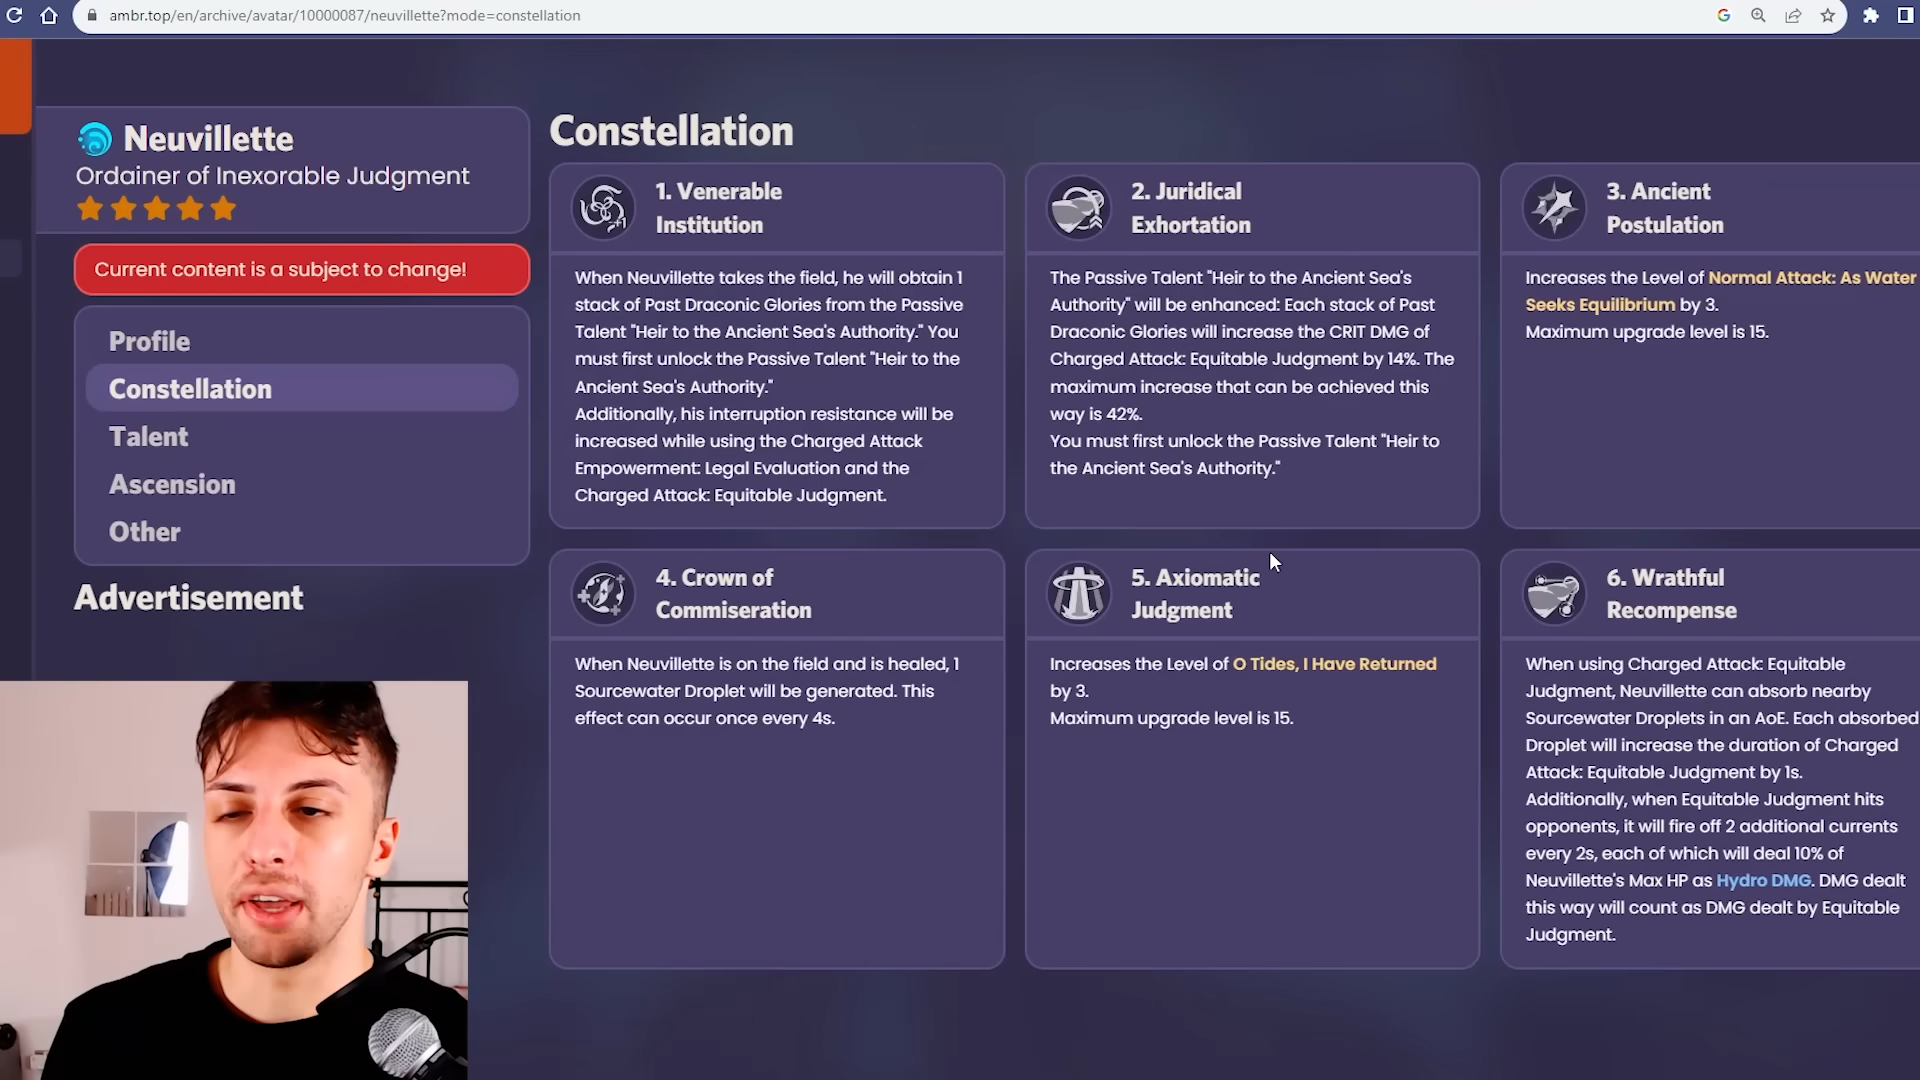 ambr.top/en/archive/avatar/10000087/neuvillette?mode=constellation
Neuvillette
Ordainer of Inexorable Judgment
Current content is a subject to change!
Profile
Constellation
Talent
Ascension
Other
Advertisement
Constellation
1. Venerable
Institution
When Neuvillette takes the field, he will obtain 1
stack of Past Draconic Glories from the Passive
Talent "Heir to the Ancient Sea's Authority." You
must first unlock the Passive Talent "Heir to the
Ancient Sea's Authority."
Additionally, his interruption resistance will be
increased while using the Charged Attack
Empowerment: Legal Evaluation and the
Charged Attack: Equitable Judgment.
2. Juridical
Exhortation
The Passive Talent "Heir to the Ancient Sea's
Authority" will be enhanced: Each stack of Past
Draconic Glories will increase the CRIT DMG of
Charged Attack: Equitable Judgment by 14%. The
maximum increase that can be achieved this
way is 42%.
You must first unlock the Passive Talent "Heir to
the Ancient Sea's Authority."
3. Ancient
Postulation
Increases the Level of Normal Attack: As Water
Seeks Equilibrium by 3.
Maximum upgrade level is 15.
4. Crown of
Commiseration
When Neuvillette is on the field and is healed, 1
Sourcewater Droplet will be generated. This
effect can occur once every 4s.
5. Axiomatic
Judgment
Increases the Level of O Tides, I Have Returned
by 3.
Maximum upgrade level is 15.
6. Wrathful
Recompense
When using Charged Attack: Equitable
Judgment, Neuvillette can absorb nearby
Sourcewater Droplets in an AoE. Each absorbed
Droplet will increase the duration of Charged
Attack: Equitable Judgment by 1s.
Additionally, when Equitable Judgment hits
opponents, it will fire off 2 additional currents
every 2s, each of which will deal 10% of
Neuvillette's Max HP as Hydro DMG. DMG dealt
this way will count as DMG dealt by Equitable
Judgment.